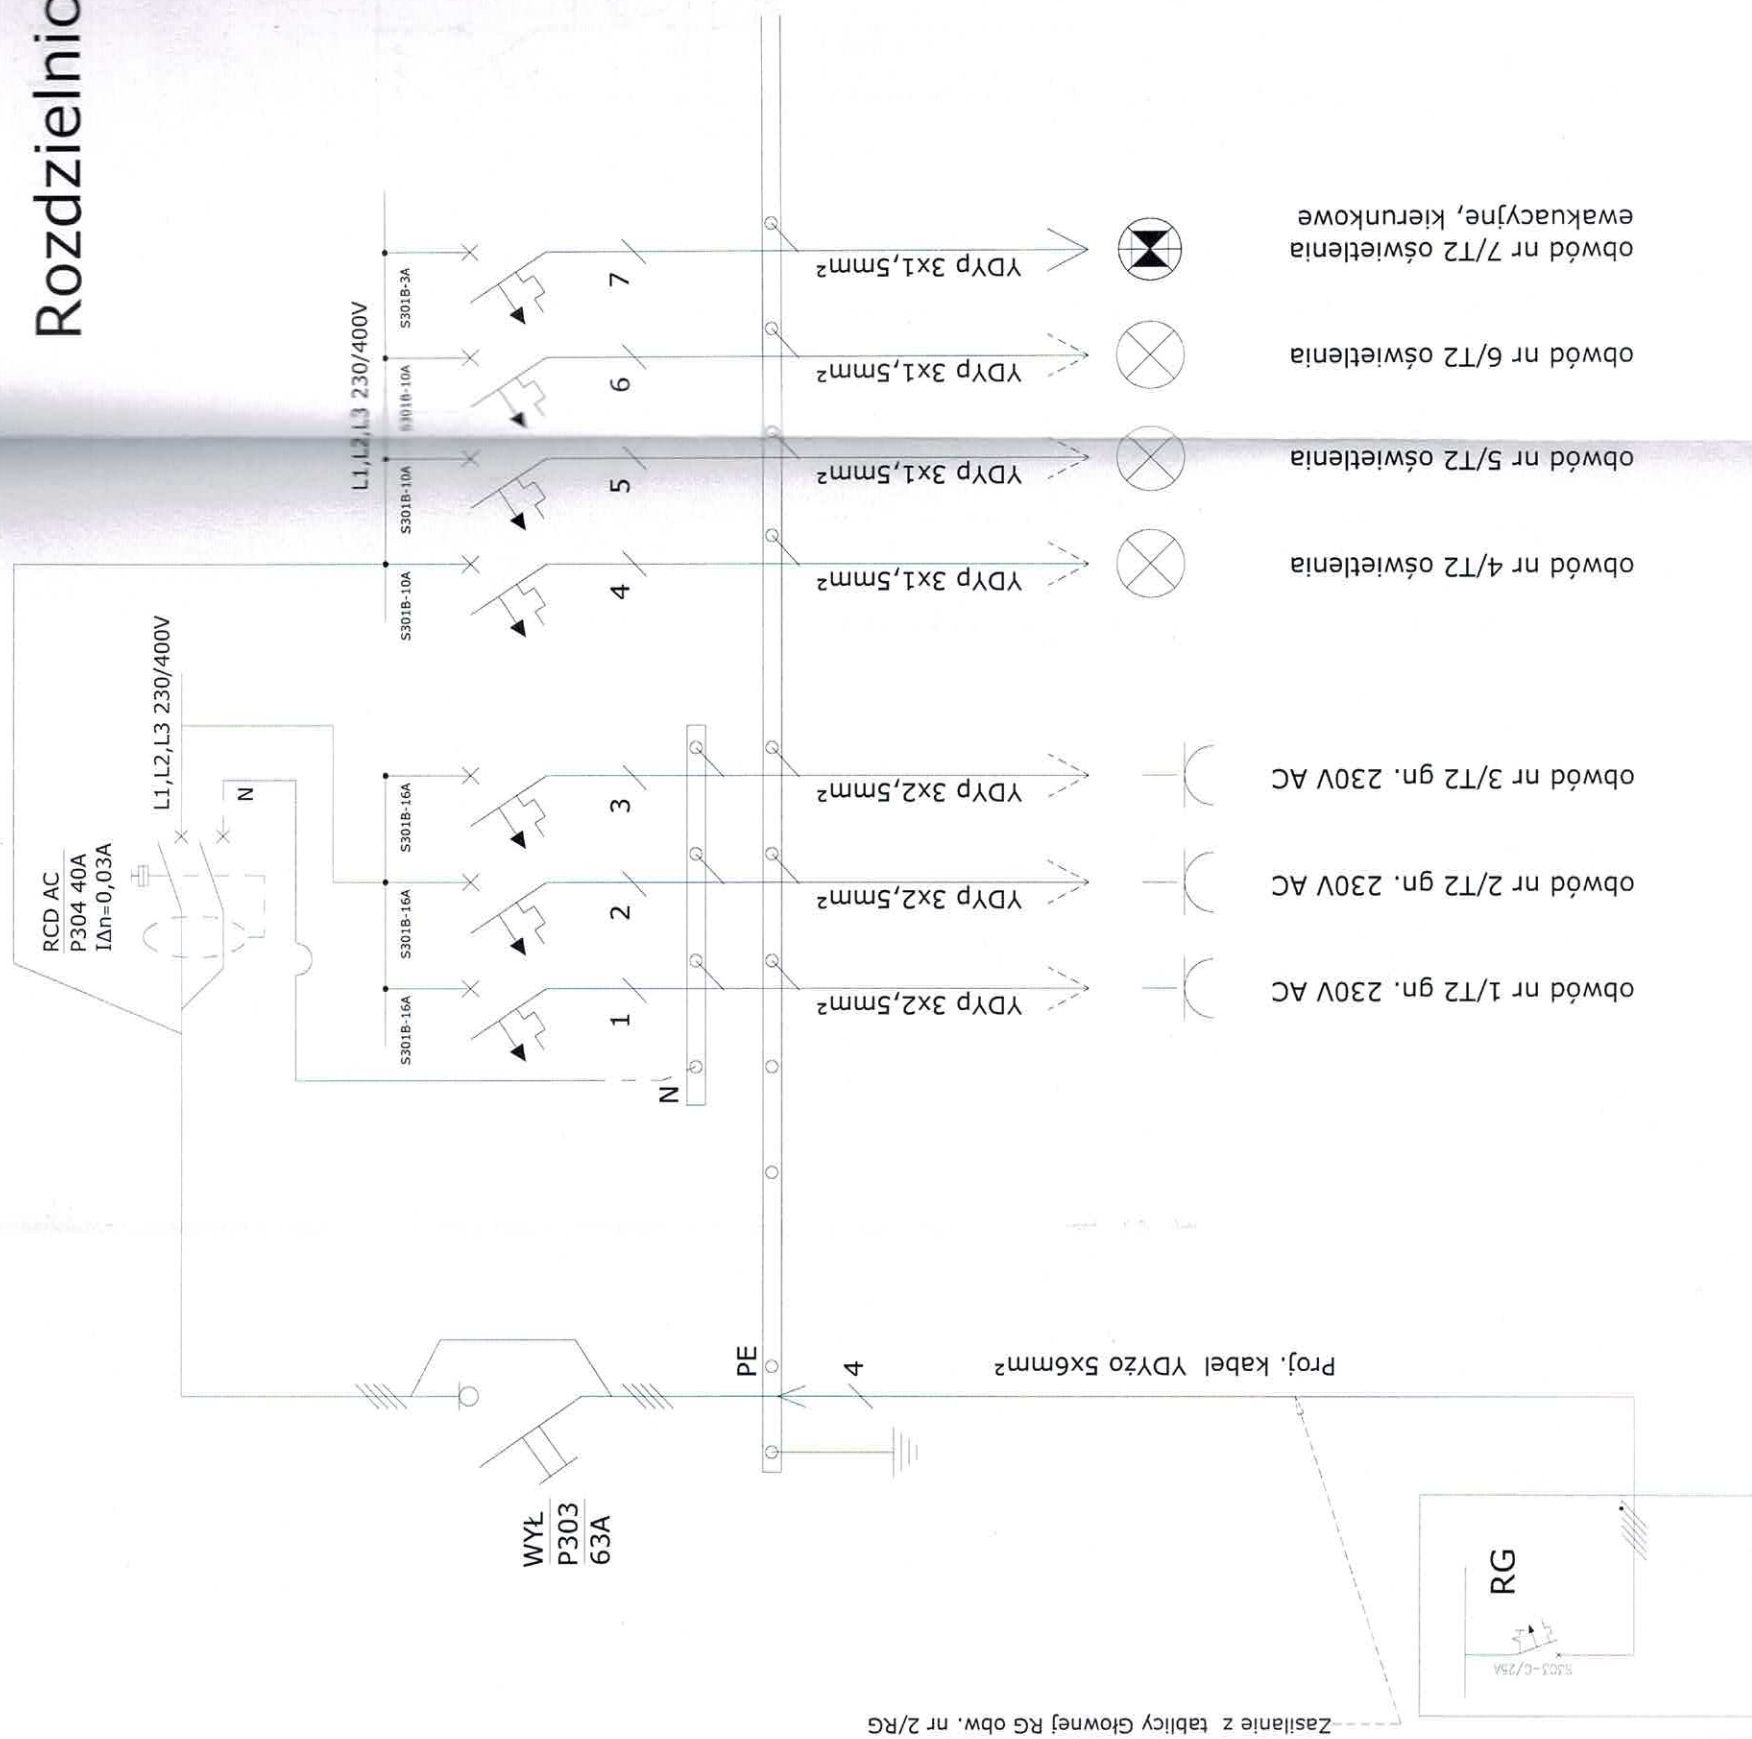 Rozdzielnic
RCD AC
P304 40A
IΔn=0,03A
L1,L2,L3 230/400V
N
L1,L2,L3 230/400V
S301B-16A
S301B-16A
S301B-16A
S301B-10A
S301B-10A
S301B-10A
S301B-3A
1
2
3
4
5
6
7
N
PE
WYŁ
P303
63A
4
YDYp 3x2,5mm²
YDYp 3x2,5mm²
YDYp 3x2,5mm²
YDYp 3x1,5mm²
YDYp 3x1,5mm²
YDYp 3x1,5mm²
YDYp 3x1,5mm²
obwód nr 1/T2 gn. 230V AC
obwód nr 2/T2 gn. 230V AC
obwód nr 3/T2 gn. 230V AC
obwód nr 4/T2 oświetlenia
obwód nr 5/T2 oświetlenia
obwód nr 6/T2 oświetlenia
obwód nr 7/T2 oświetlenia
ewakuacyjne, kierunkowe
Proj. kabel YDYżo 5x6mm²
RG
S303-C/25A
Zasilanie z tablicy Głownej RG obw. nr 2/RG